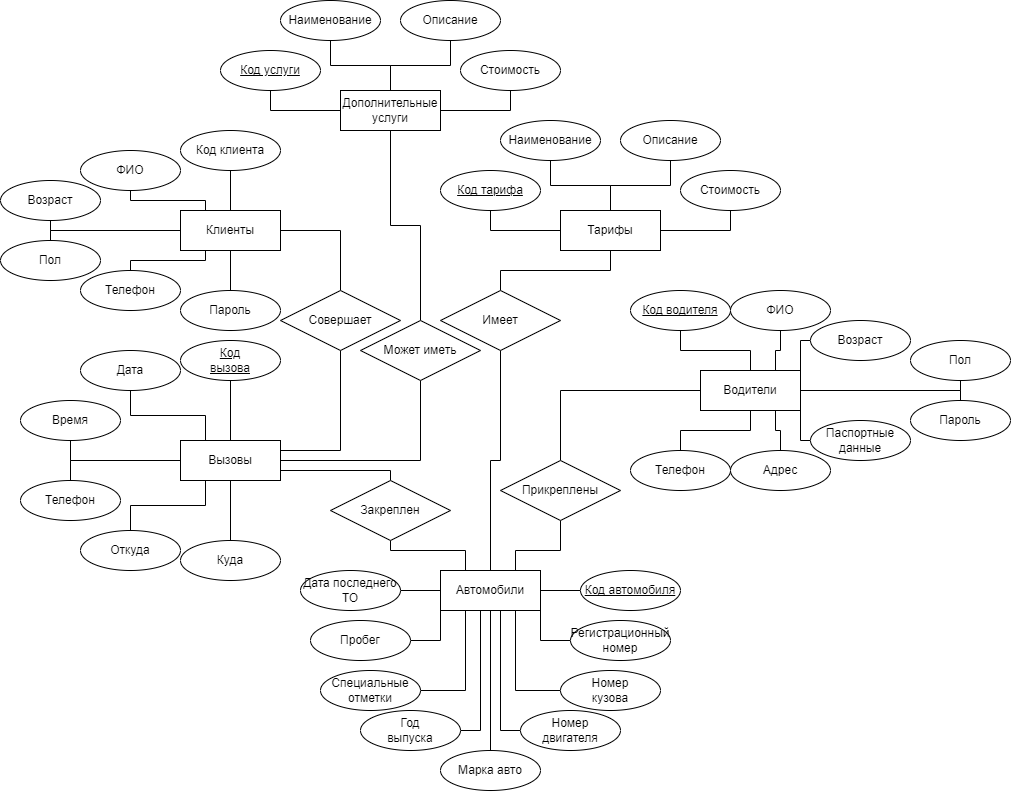 Наименование
Описание
Код услуги
Стоимость
Дополнительные
услуги
Наименование
Описание
Код тарифа
Стоимость
Тарифы
Код клиента
ФИО
Возраст
Клиенты
Пол
Телефон
Пароль
Совершает
Может иметь
Имеет
Код водителя
ФИО
Возраст
Пол
Водители
Пароль
Паспортные
данные
Телефон
Адрес
Код
вызова
Дата
Время
Вызовы
Телефон
Откуда
Куда
Закреплен
Прикреплены
Дата последнего
ТО
Автомобили
Код автомобиля
Пробег
Регистрационный
номер
Специальные
отметки
Номер
кузова
Год
выпуска
Номер
двигателя
Марка авто